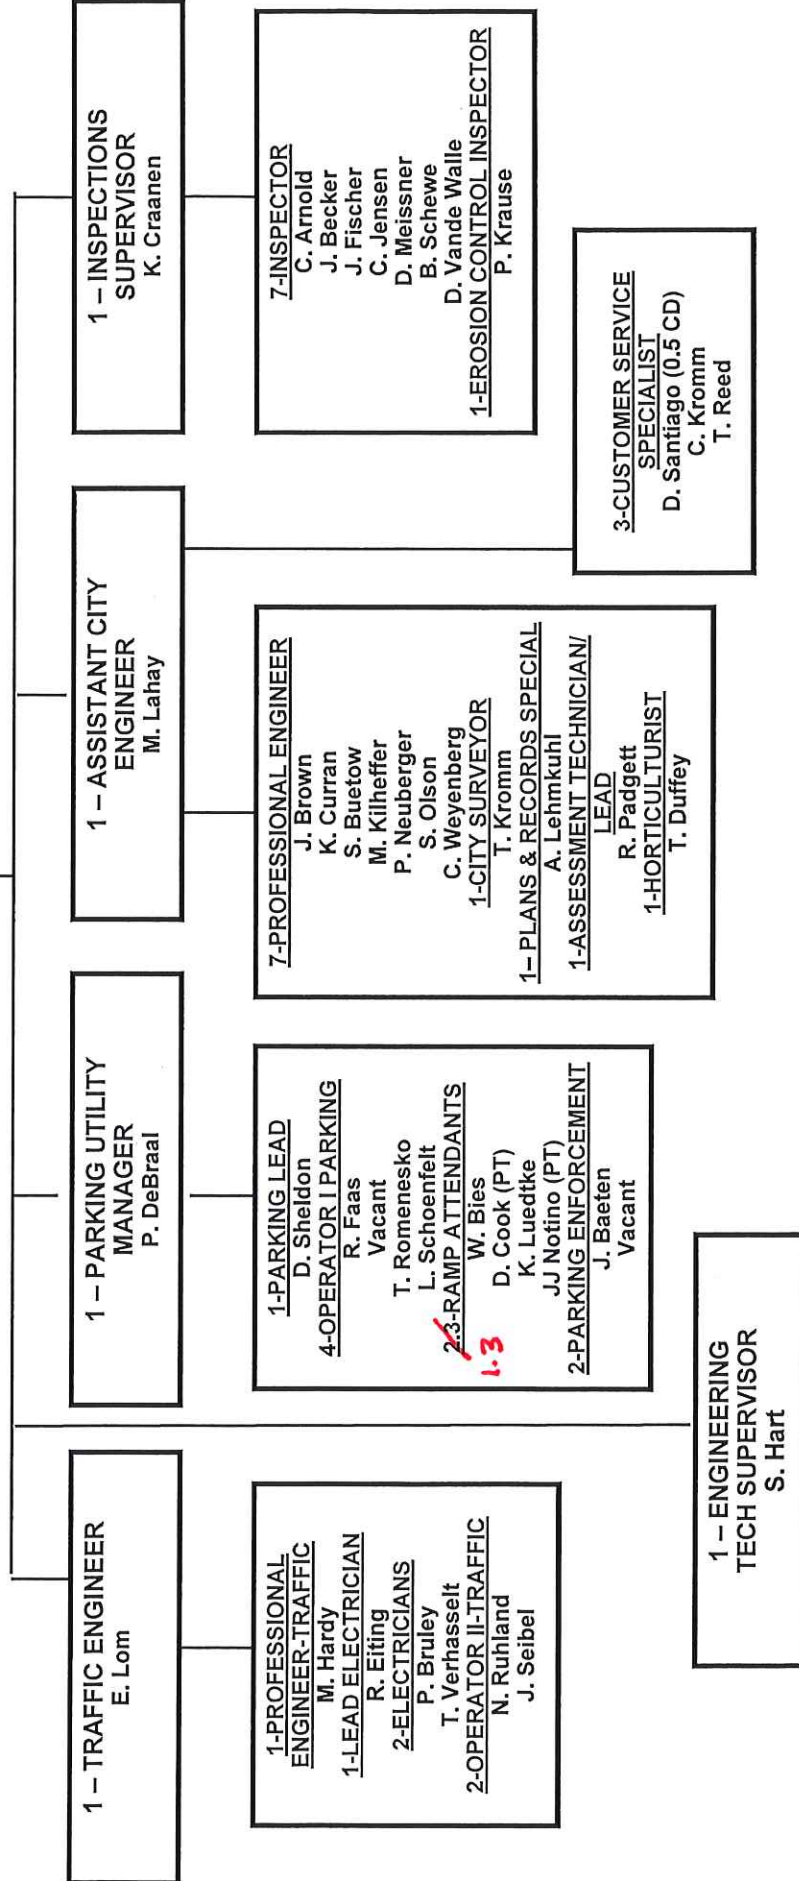 1 – TRAFFIC ENGINEER
E. Lom
1-PROFESSIONAL
ENGINEER-TRAFFIC
M. Hardy
1-LEAD ELECTRICIAN
R. Eiting
2-ELECTRICIANS
P. Bruley
T. Verhasselt
2-OPERATOR II-TRAFFIC
N. Ruhland
J. Seibel
1 – PARKING UTILITY
MANAGER
P. DeBraal
1-PARKING LEAD
D. Sheldon
4-OPERATOR I PARKING
R. Faas
Vacant
T. Romenesko
L. Schoenfelt
2.3-RAMP ATTENDANTS
1.3
W. Bies
D. Cook (PT)
K. Luedtke
JJ Notino (PT)
2-PARKING ENFORCEMENT
J. Baeten
Vacant
1 – ENGINEERING
TECH SUPERVISOR
S. Hart
1 – ASSISTANT CITY
ENGINEER
M. Lahay
7-PROFESSIONAL ENGINEER
J. Brown
K. Curran
S. Buetow
M. Kilheffer
P. Neuberger
S. Olson
C. Weyenberg
1-CITY SURVEYOR
T. Kromm
1– PLANS & RECORDS SPECIAL
A. Lehmkuhl
1-ASSESSMENT TECHNICIAN/
LEAD
R. Padgett
1-HORTICULTURIST
T. Duffey
3-CUSTOMER SERVICE
SPECIALIST
D. Santiago (0.5 CD)
C. Kromm
T. Reed
1 – INSPECTIONS
SUPERVISOR
K. Craanen
7-INSPECTOR
C. Arnold
J. Becker
J. Fischer
C. Jensen
D. Meissner
B. Schewe
D. Vande Walle
1-EROSION CONTROL INSPECTOR
P. Krause